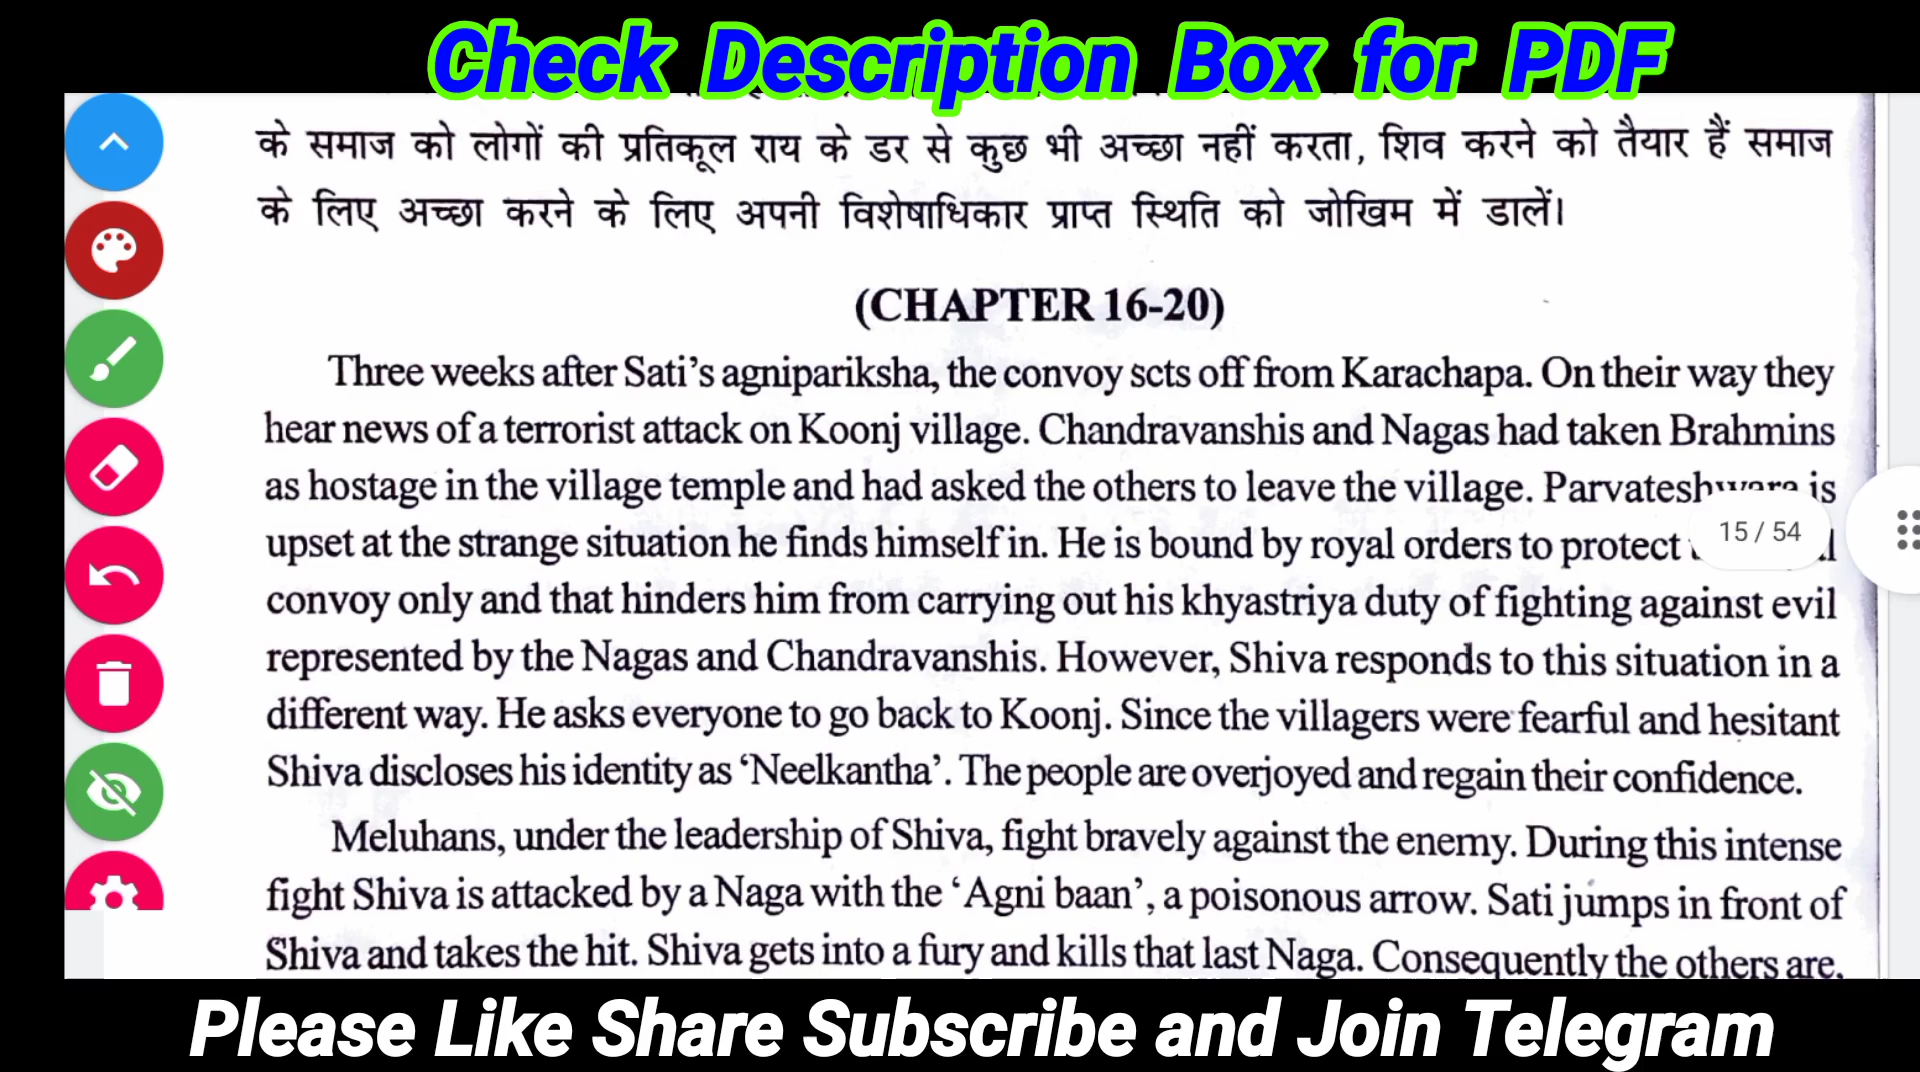 Check Description Box for PDF
के समाज को लोगों की प्रतिकूल राय के डर से कुछ भी अच्छा नहीं करता, शिव करने को तैयार हैं समाज
के लिए अच्छा करने के लिए अपनी विशेषाधिकार प्राप्त स्थिति को जोखिम में डालें।
(CHAPTER 16-20)
Three weeks after Sati's agnipariksha, the convoy scts off from Karachapa. On their way they
hear news of a terrorist attack on Koonj village. Chandravanshis and Nagas had taken Brahmins
as hostage in the village temple and had asked the others to leave the village. Parvateshwara is
upset at the strange situation he finds himself in. He is bound by royal orders to protect
15 / 54
convoy only and that hinders him from carrying out his khyastriya duty of fighting against evil
represented by the Nagas and Chandravanshis. However, Shiva responds to this situation in a
different way. He asks everyone to go back to Koonj. Since the villagers were fearful and hesitant
Shiva discloses his identity as ‘Neelkantha’. The people are overjoyed and regain their confidence.
Meluhans, under the leadership of Shiva, fight bravely against the enemy. During this intense
fight Shiva is attacked by a Naga with the ‘Agni baan’, a poisonous arrow. Sati jumps in front of
Shiva and takes the hit. Shiva gets into a fury and kills that last Naga. Consequently the others are,
Please Like Share Subscribe and Join Telegram